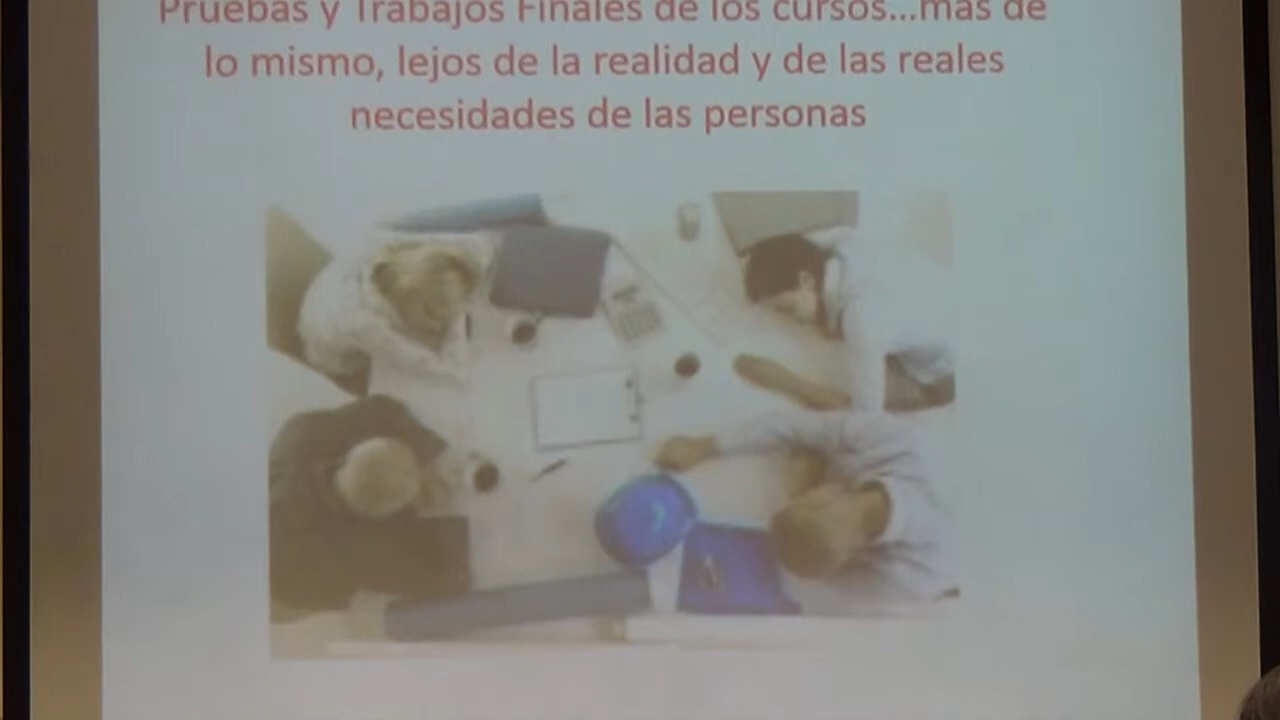 Pruebas y Trabajos Finales de los cursos...mas de
lo mismo, lejos de la realidad y de las reales
necesidades de las personas